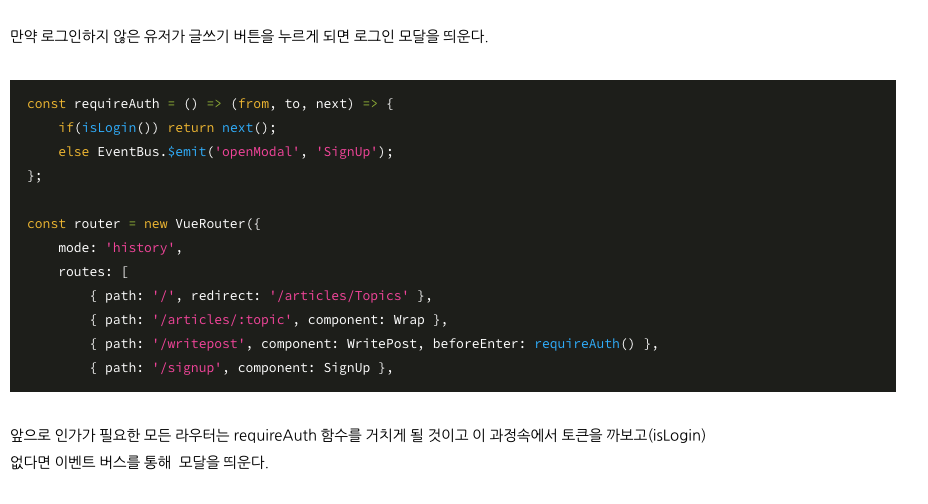 만약 로그인하지 않은 유저가 글쓰기 버튼을 누르게 되면 로그인 모달을 띄운다.
const requireAuth = () => (from, to, next) => {
    if(isLogin()) return next();
    else EventBus.$emit('openModal', 'SignUp');
};
const router = new VueRouter({
    mode: 'history',
    routes: [
        { path: '/', redirect: '/articles/Topics' },
        { path: '/articles/:topic', component: Wrap },
        { path: '/writepost', component: WritePost, beforeEnter: requireAuth() },
        { path: '/signup', component: SignUp },
앞으로 인가가 필요한 모든 라우터는 requireAuth 함수를 거치게 될 것이고 이 과정속에서 토큰을 까보고(isLogin)
없다면 이벤트 버스를 통해  모달을 띄운다.